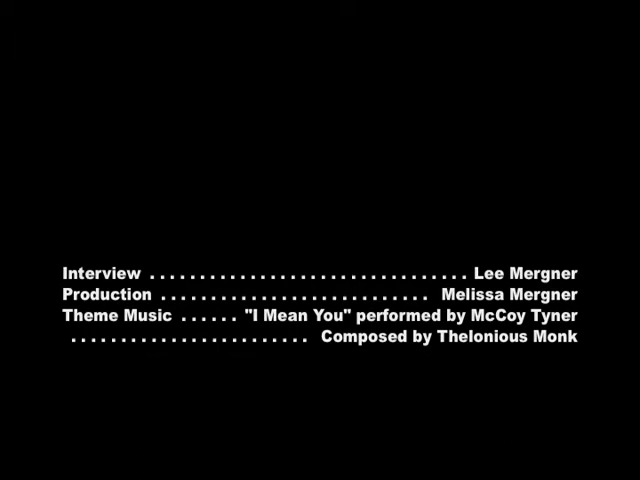 Interview ................................ Lee Mergner
Production ........................... Melissa Mergner
Theme Music ...... "I Mean You" performed by McCoy Tyner
........................ Composed by Thelonious Monk